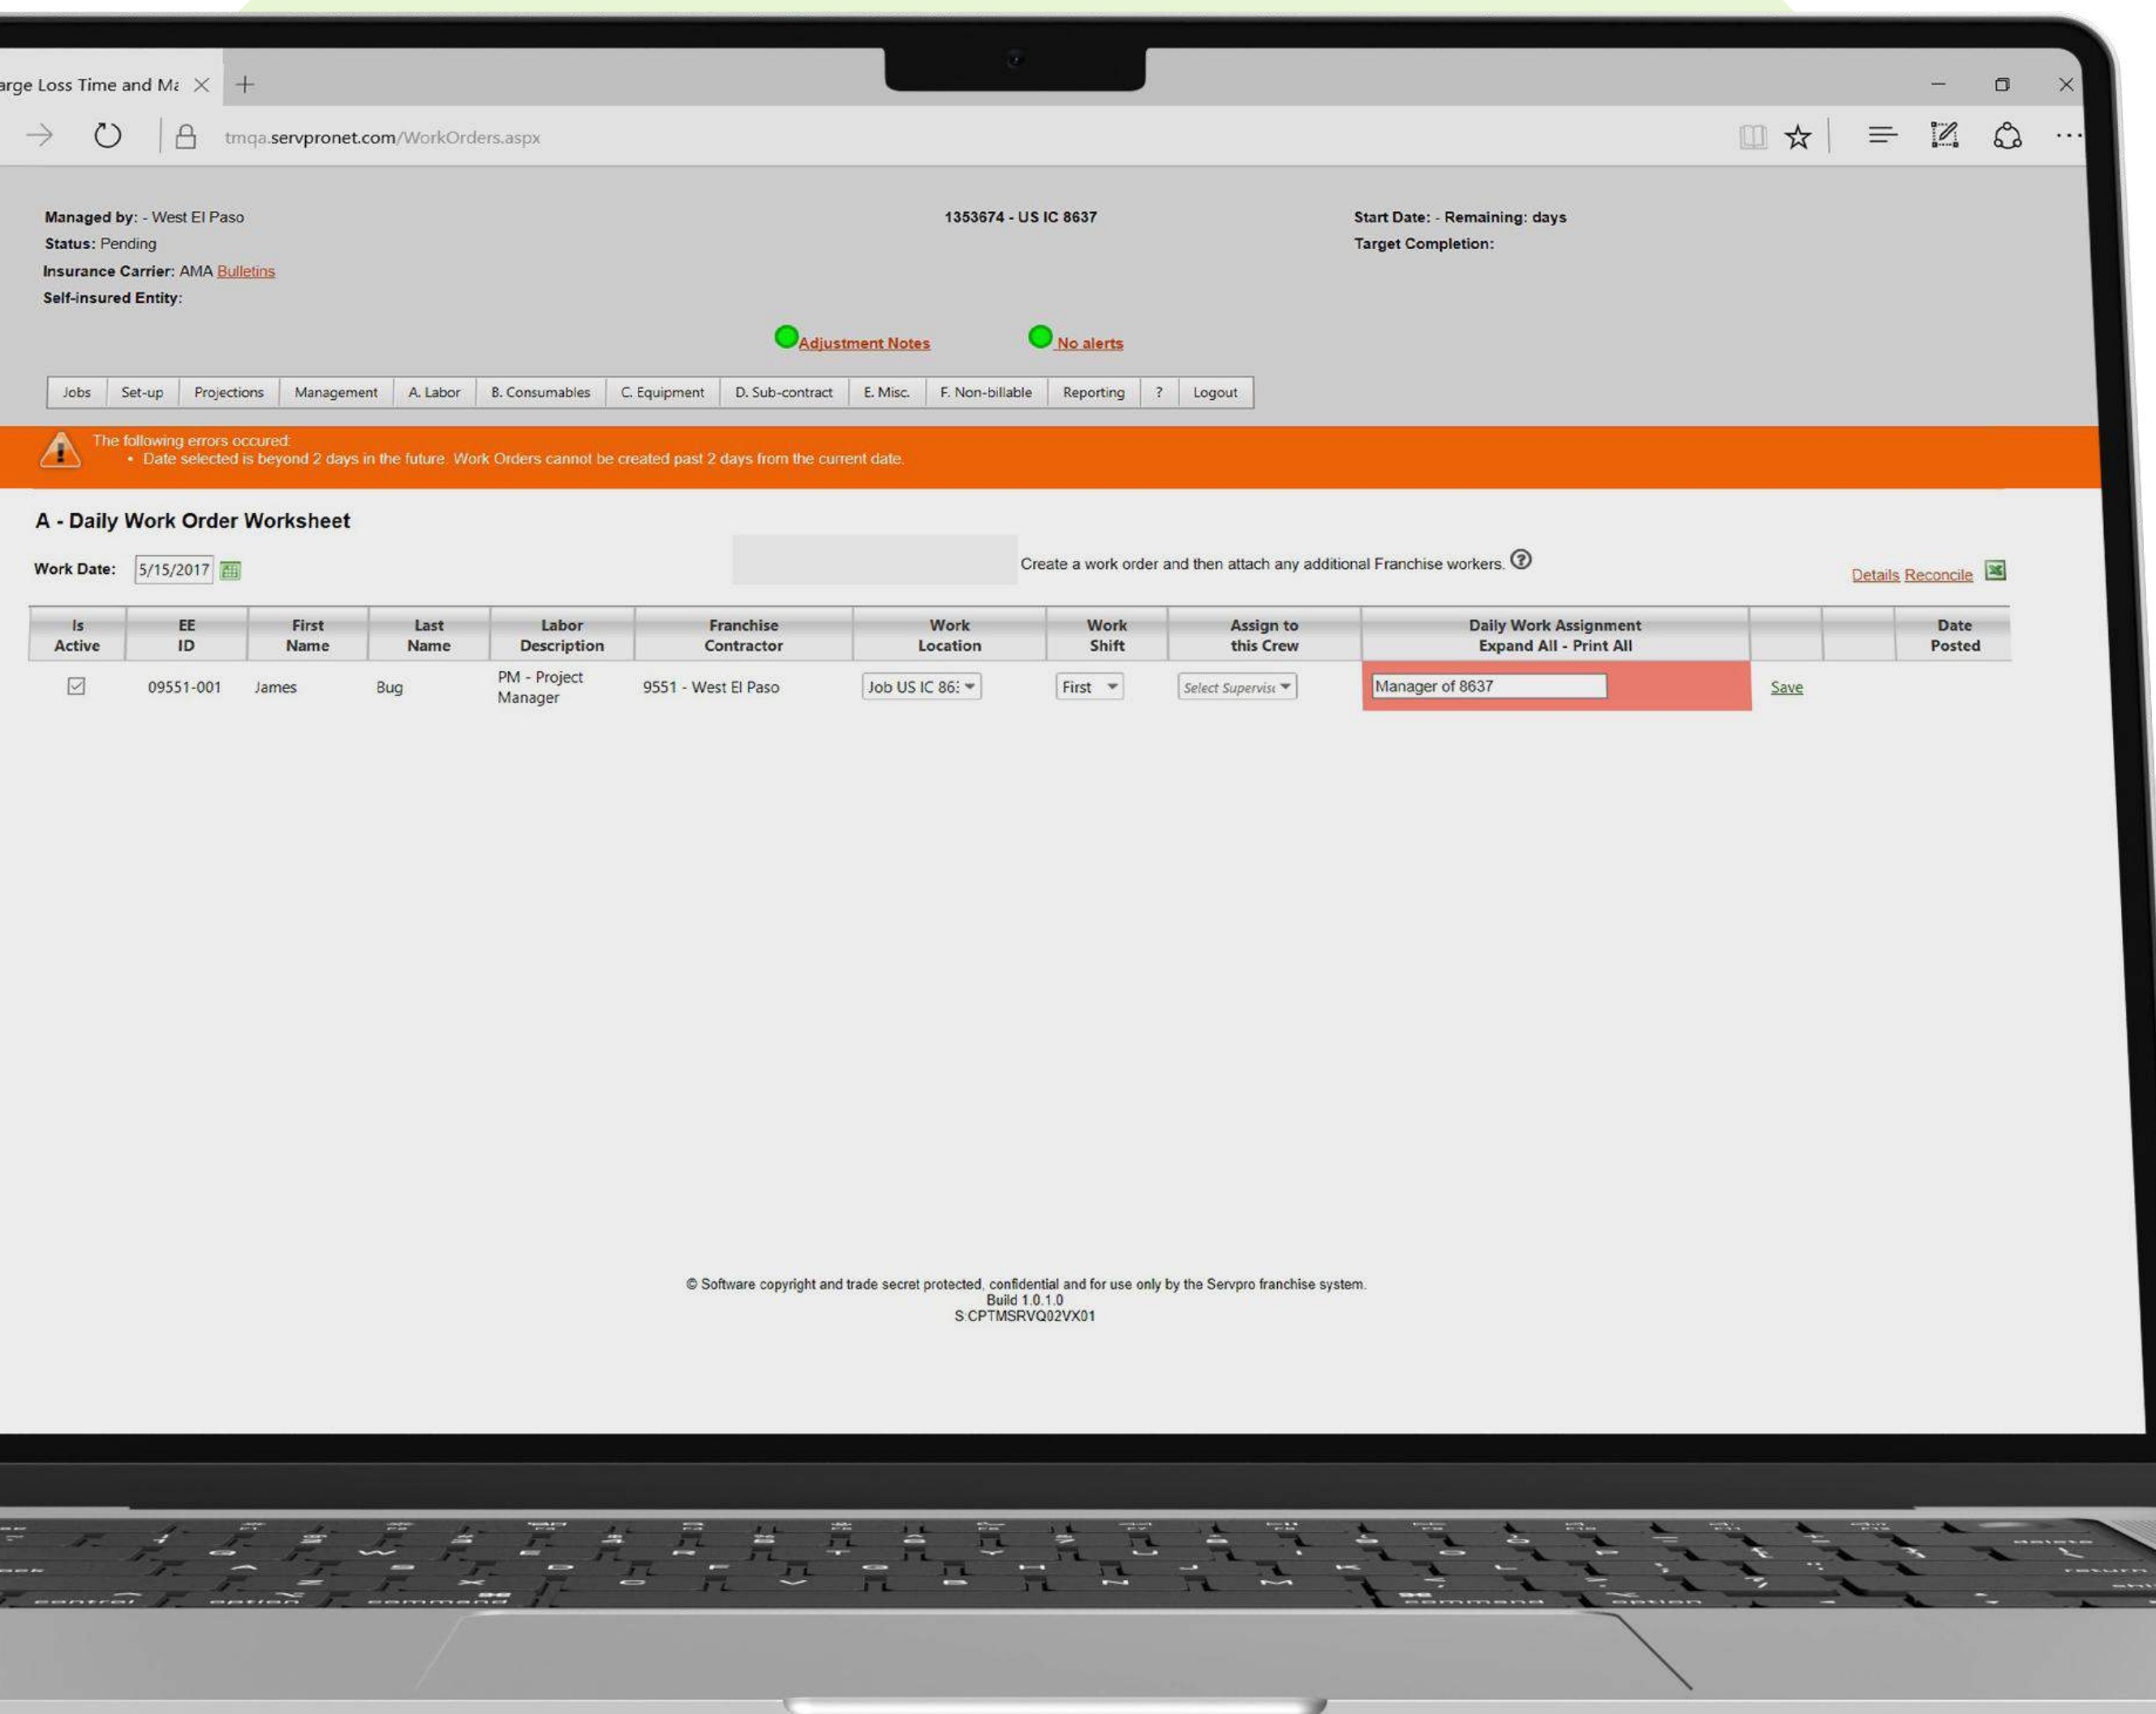 arge Loss Time and Ma
tmqa.servpronet.com/WorkOrders.aspx
Managed by: - West El Paso
1353674 - US IC 8637
Start Date: - Remaining: days
Status: Pending
Target Completion:
Insurance Carrier: AMA Bulletins
Self-insured Entity:
Adjustment Notes
No alerts
Jobs Set-up Projections Management A. Labor B. Consumables C. Equipment D. Sub-contract E. Misc. F. Non-billable Reporting ? Logout
The following errors occured:
• Date selected is beyond 2 days in the future. Work Orders cannot be created past 2 days from the current date.
A - Daily Work Order Worksheet
Work Date: 5/15/2017
Create a work order and then attach any additional Franchise workers. ?
Details Reconcile
Is EE First Last Labor Franchise Work Work Assign to Daily Work Assignment Date
Active ID Name Name Description Contractor Location Shift this Crew Expand All - Print All Posted
09551-001 James Bug PM - Project Manager 9551 - West El Paso Job US IC 863 First Select Supervisc Manager of 8637 Save
© Software copyright and trade secret protected, confidential and for use only by the Servpro franchise system.
Build 1.0.1.0
S:CPTMSRVQ02VX01
control option command command option